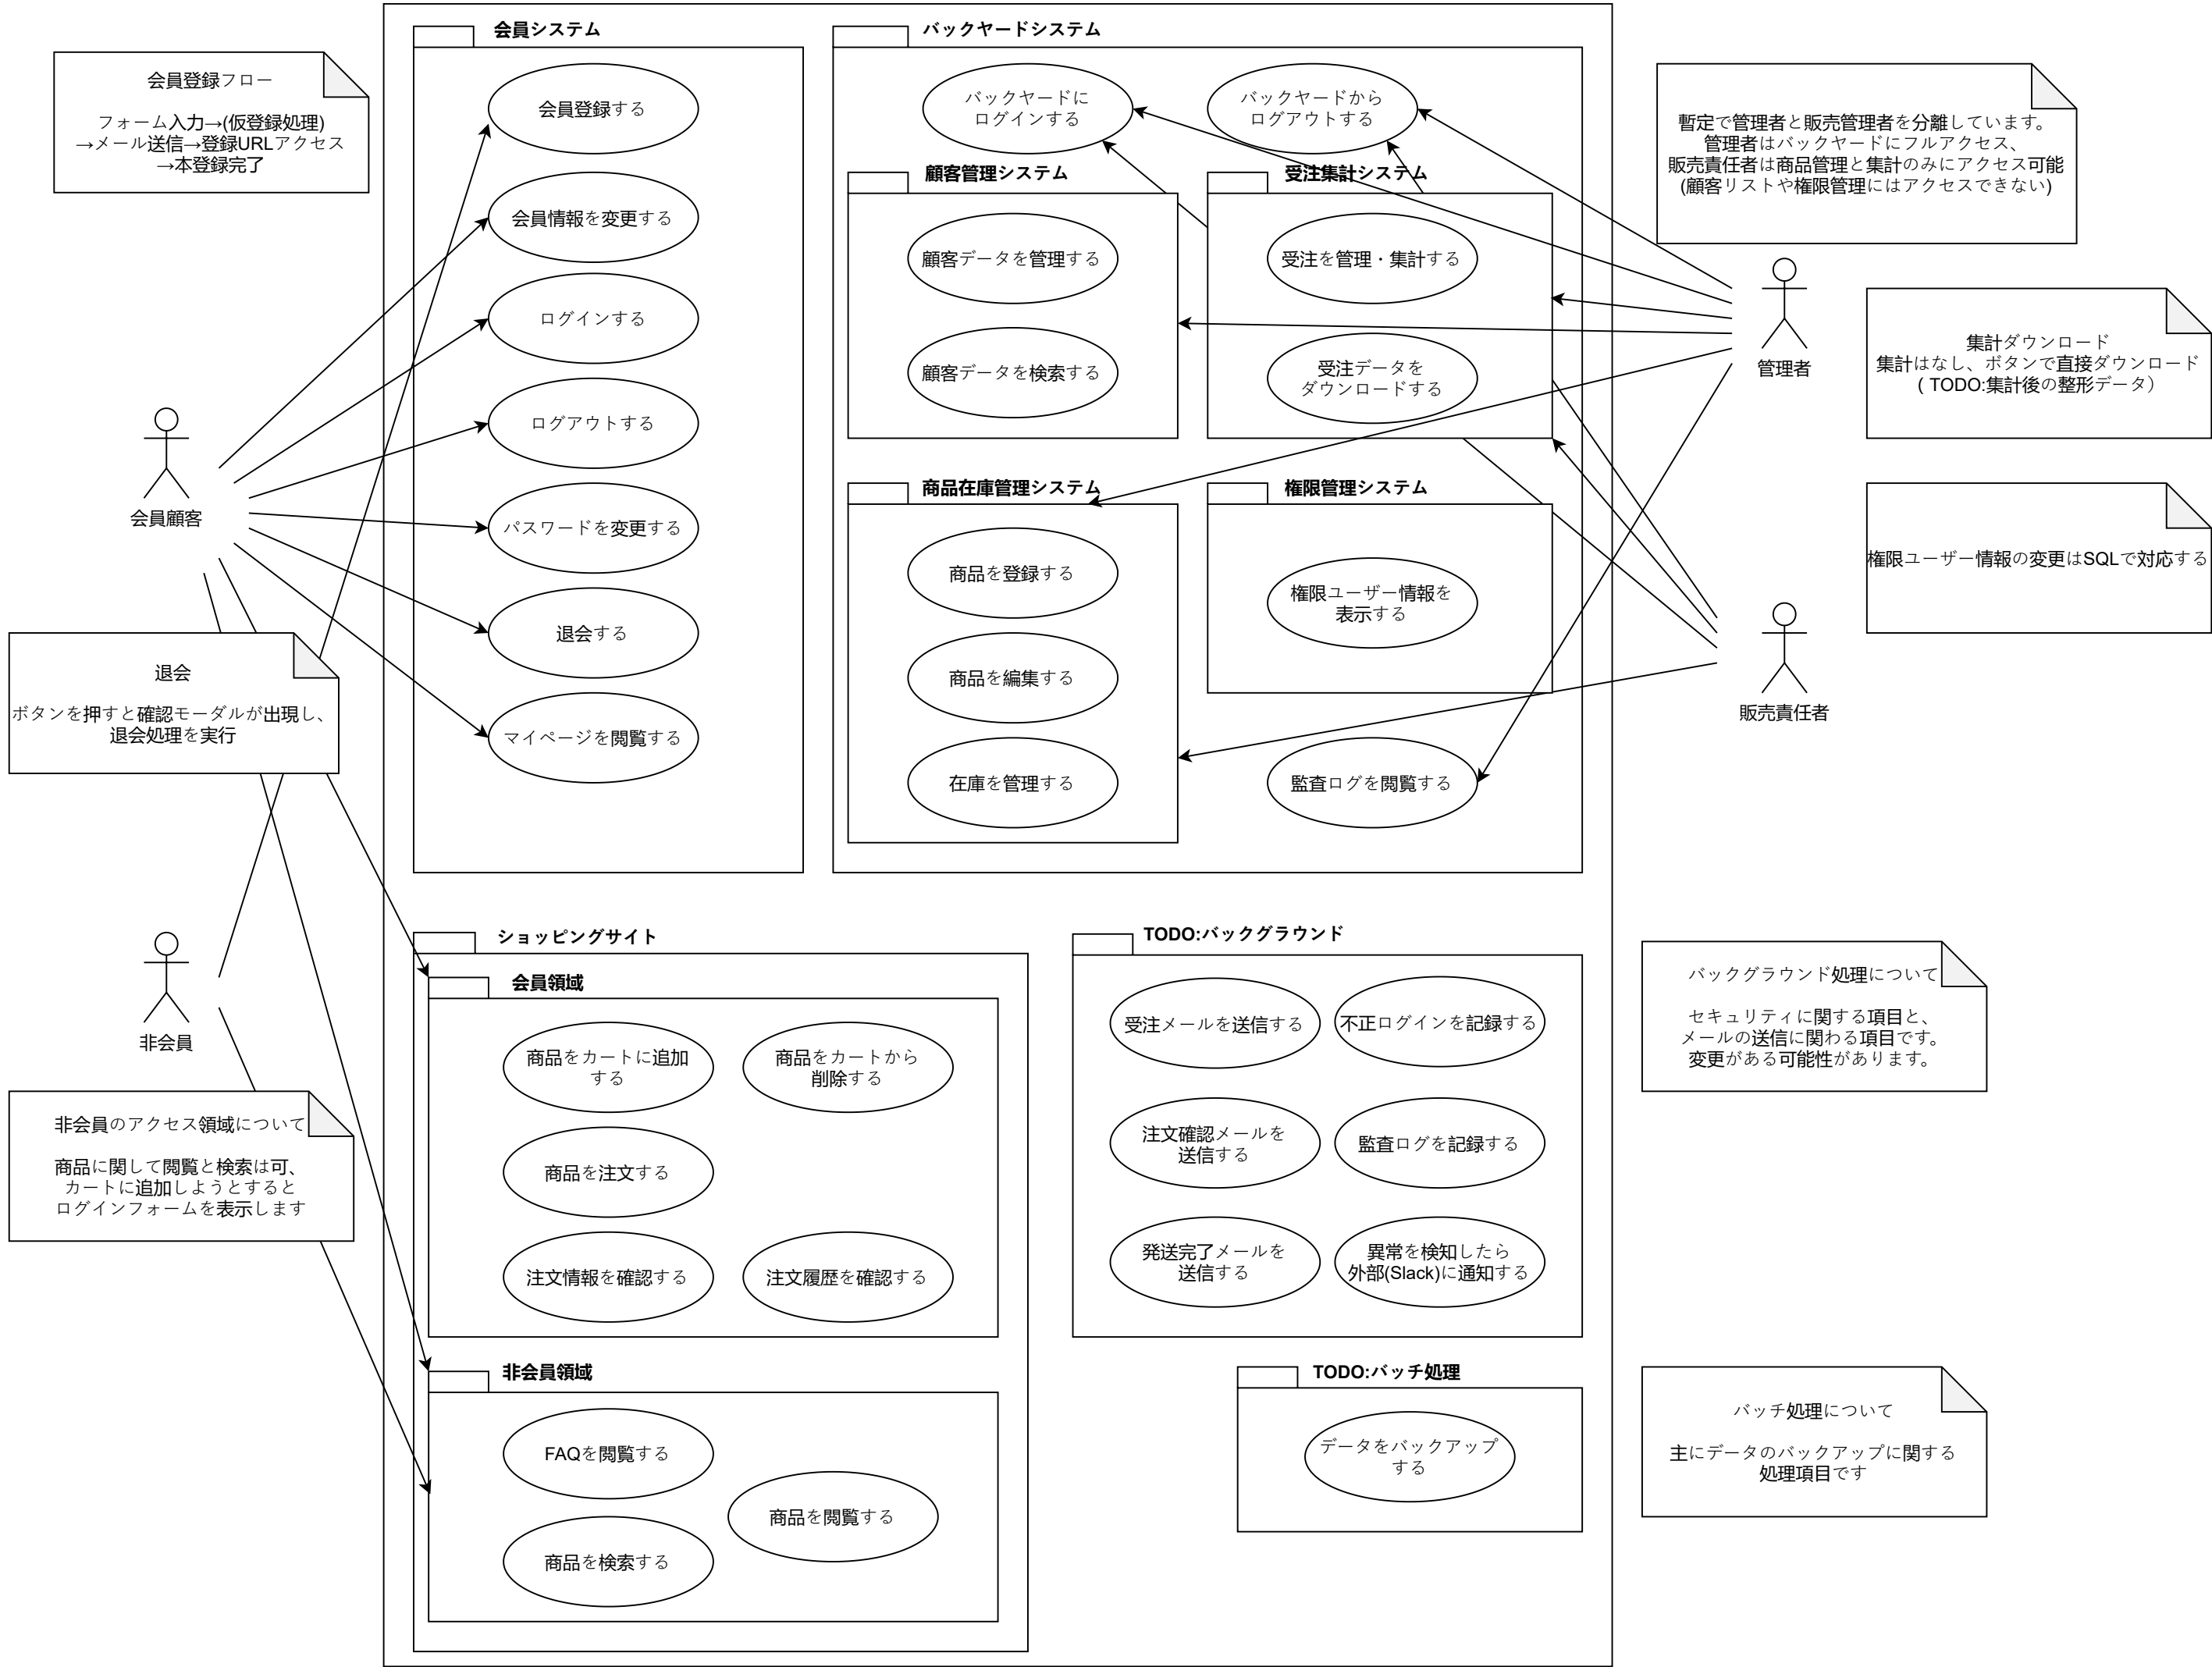 会員登録フロー
フォーム入力→(仮登録処理)
→メール送信→登録URLアクセス
→本登録完了
会員システム
会員登録する
会員情報を変更する
ログインする
ログアウトする
パスワードを変更する
退会する
マイページを閲覧する
バックヤードシステム
バックヤードに
ログインする
バックヤードから
ログアウトする
顧客管理システム
顧客データを管理する
顧客データを検索する
受注集計システム
受注を管理・集計する
受注データを
ダウンロードする
商品在庫管理システム
商品を登録する
商品を編集する
在庫を管理する
権限管理システム
権限ユーザー情報を
表示する
監査ログを閲覧する
暫定で管理者と販売管理者を分離しています。
管理者はバックヤードにフルアクセス、
販売責任者は商品管理と集計のみにアクセス可能
(顧客リストや権限管理にはアクセスできない)
管理者
集計ダウンロード
集計はなし、ボタンで直接ダウンロード
( TODO:集計後の整形データ）
権限ユーザー情報の変更はSQLで対応する
販売責任者
会員顧客
退会
ボタンを押すと確認モーダルが出現し、
退会処理を実行
非会員
非会員のアクセス領域について
商品に関して閲覧と検索は可、
カートに追加しようとすると
ログインフォームを表示します
ショッピングサイト
会員領域
商品をカートに追加
する
商品をカートから
削除する
商品を注文する
注文情報を確認する
注文履歴を確認する
非会員領域
FAQを閲覧する
商品を閲覧する
商品を検索する
TODO:バックグラウンド
受注メールを送信する
不正ログインを記録する
注文確認メールを
送信する
監査ログを記録する
発送完了メールを
送信する
異常を検知したら
外部(Slack)に通知する
TODO:バッチ処理
データをバックアップ
する
バックグラウンド処理について
セキュリティに関する項目と、
メールの送信に関わる項目です。
変更がある可能性があります。
バッチ処理について
主にデータのバックアップに関する
処理項目です